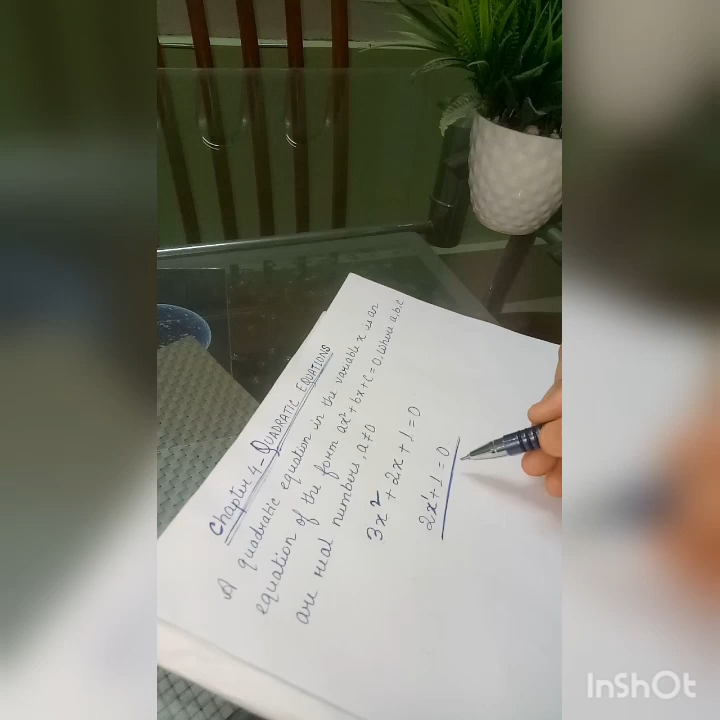 Chapter 4 - QUADRATIC EQUATIONS
A quadratic equation in the variable x is an
equation of the form ax² + bx + c = 0, where a,b,c
are real numbers, a≠0
3x² + 2x + 1 = 0
2x¹ + 1 = 0
InShOt